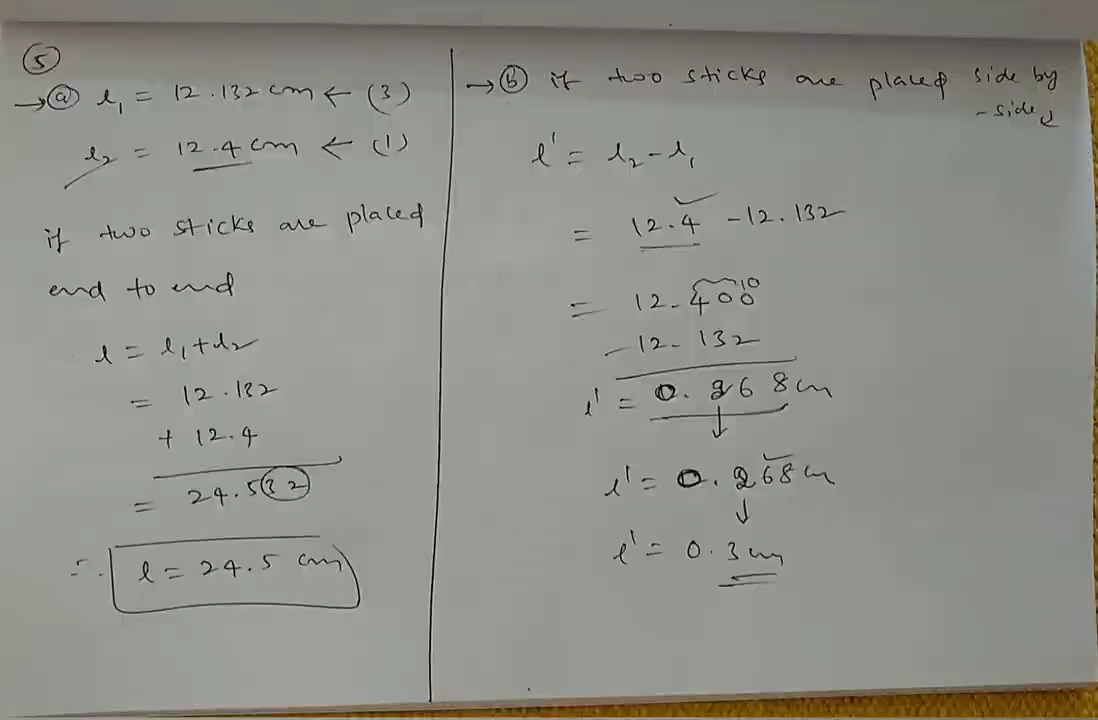 5
→ a l₁ = 12.132 cm ← (3)
l₂ = 12.4 cm ← (1)
if two sticks are placed
end to end
l = l₁ + l₂
= 12.132
+ 12.4
= 24.532
∴ l = 24.5 cm
→ b if two sticks are placed side by
- side
l' = l₂ - l₁
= 12.4 - 12.132
= 12.400 10
- 12.132
l' = 0.268 cm
↓
l' = 0.268 cm
↓
l' = 0.3 cm